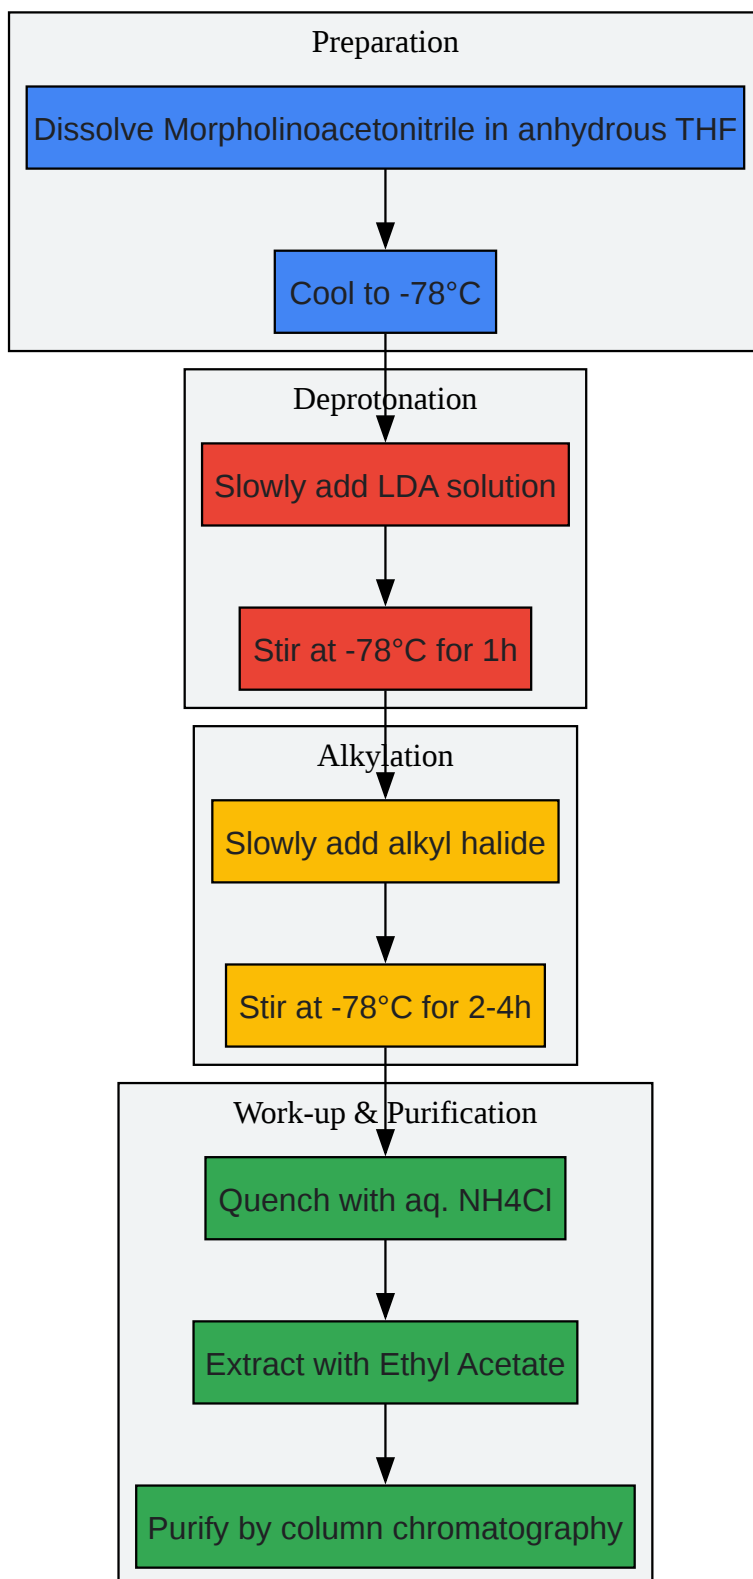 Preparation
Dissolve Morpholinoacetonitrile in anhydrous THF
Cool to -78°C
Deprotonation
Slowly add LDA solution
Stir at -78°C for 1h
Alkylation
Slowly add alkyl halide
Stir at -78°C for 2-4h
Work-up & Purification
Quench with aq. NH4Cl
Extract with Ethyl Acetate
Purify by column chromatography